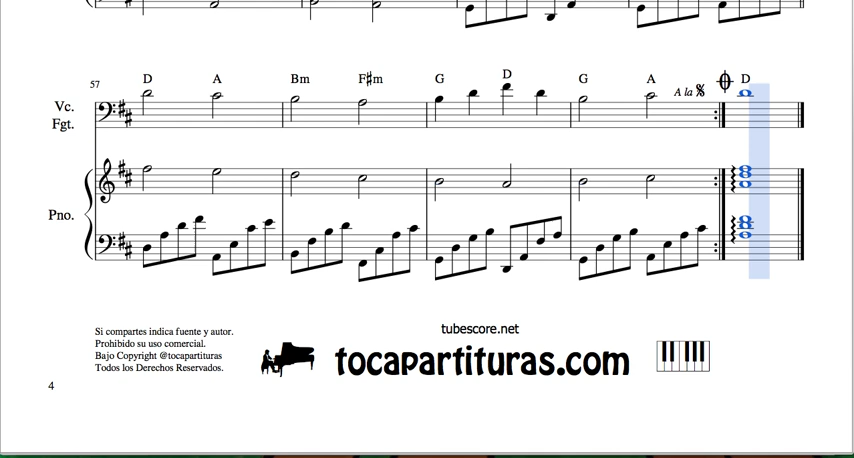 57
D A Bm F♯m G D G A A la D
Vc.
Fgt.
Pno.
Si compartes indica fuente y autor.
Prohibido su uso comercial.
Bajo Copyright @tocapartituras
Todos los Derechos Reservados.
tubescore.net
tocapartituras.com
4